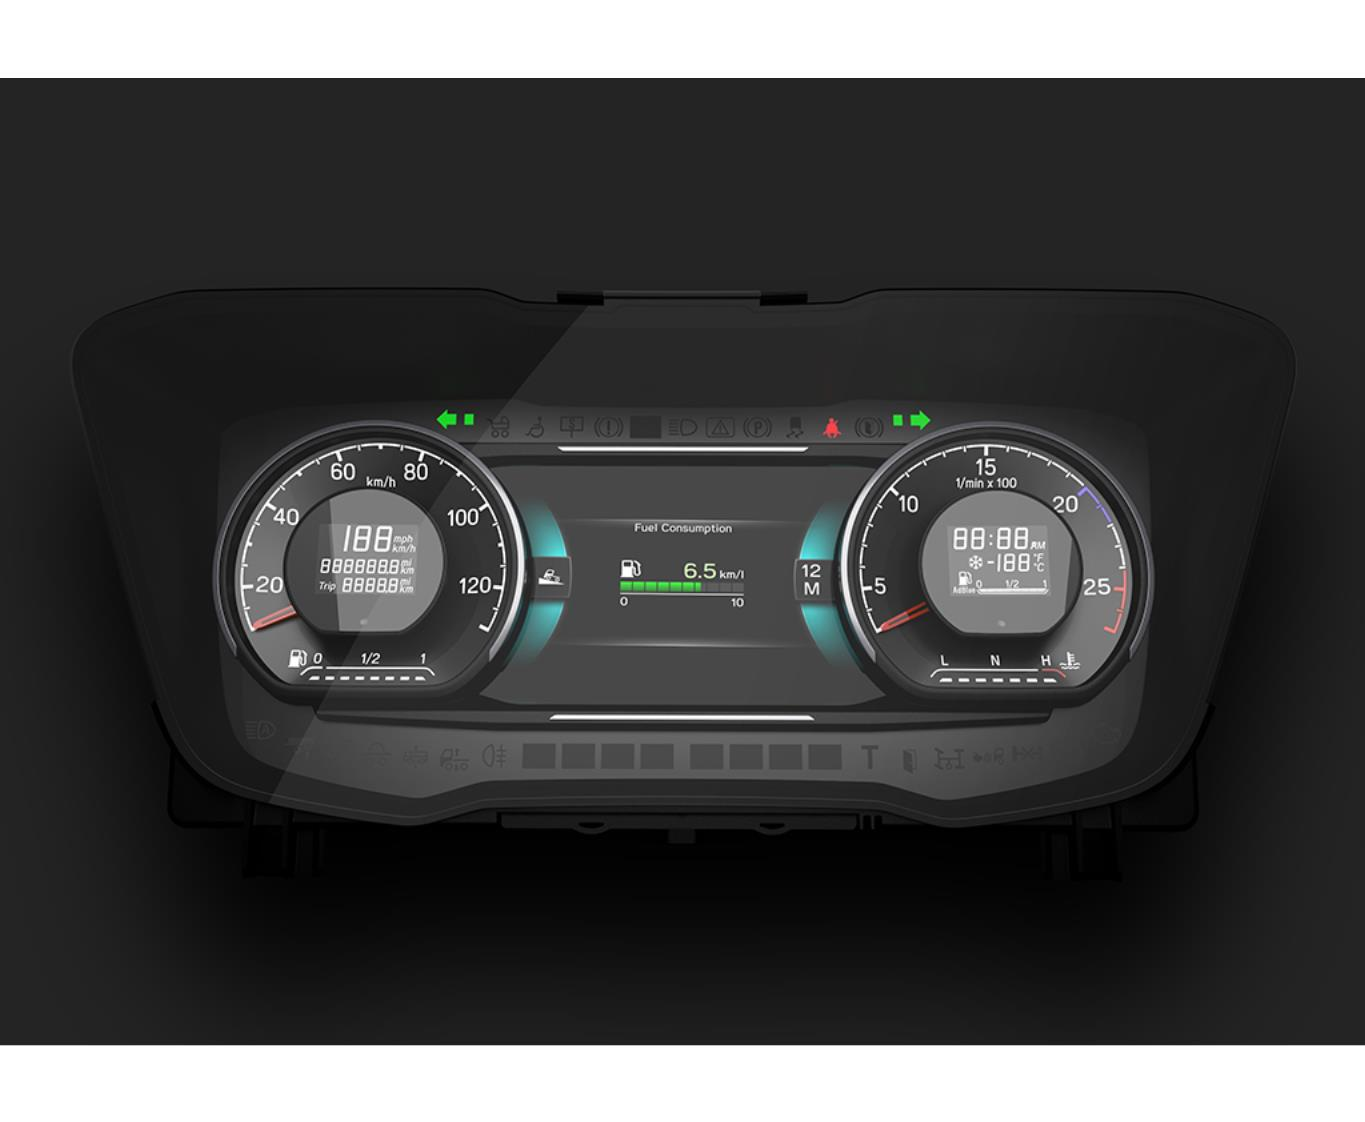 60 80
km/h
40 100
20 120
188 mph
km/h
888888.8 mi
km
Trip 8888.8 mi
km
0 1/2 1
Fuel Consumption
6.5 km/l
0 10
12
M
15
1/min x 100
10 20
5 25
88:88 AM
-188 °F
°C
0 1/2 1
AdBlue
L N H
P
A
T